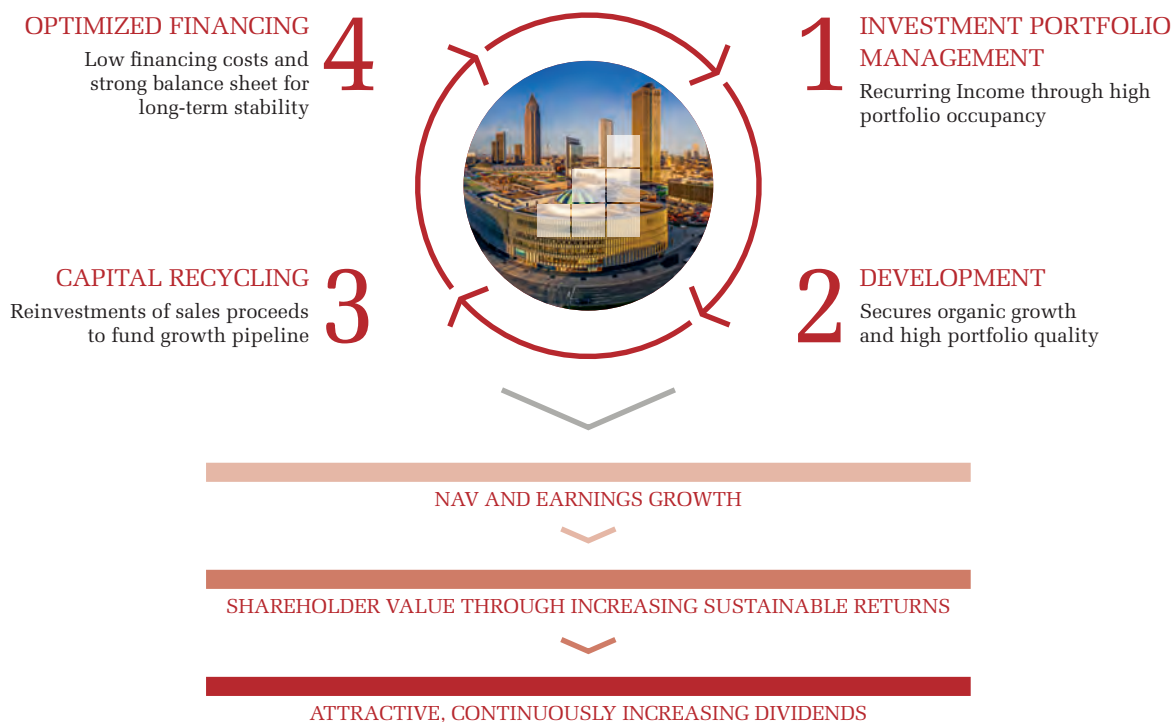 OPTIMIZED FINANCING
4
Low financing costs and
strong balance sheet for
long-term stability
1
INVESTMENT PORTFOLIO
MANAGEMENT
Recurring Income through high
portfolio occupancy
CAPITAL RECYCLING
3
Reinvestments of sales proceeds
to fund growth pipeline
2
DEVELOPMENT
Secures organic growth
and high portfolio quality
NAV AND EARNINGS GROWTH
SHAREHOLDER VALUE THROUGH INCREASING SUSTAINABLE RETURNS
ATTRACTIVE, CONTINUOUSLY INCREASING DIVIDENDS